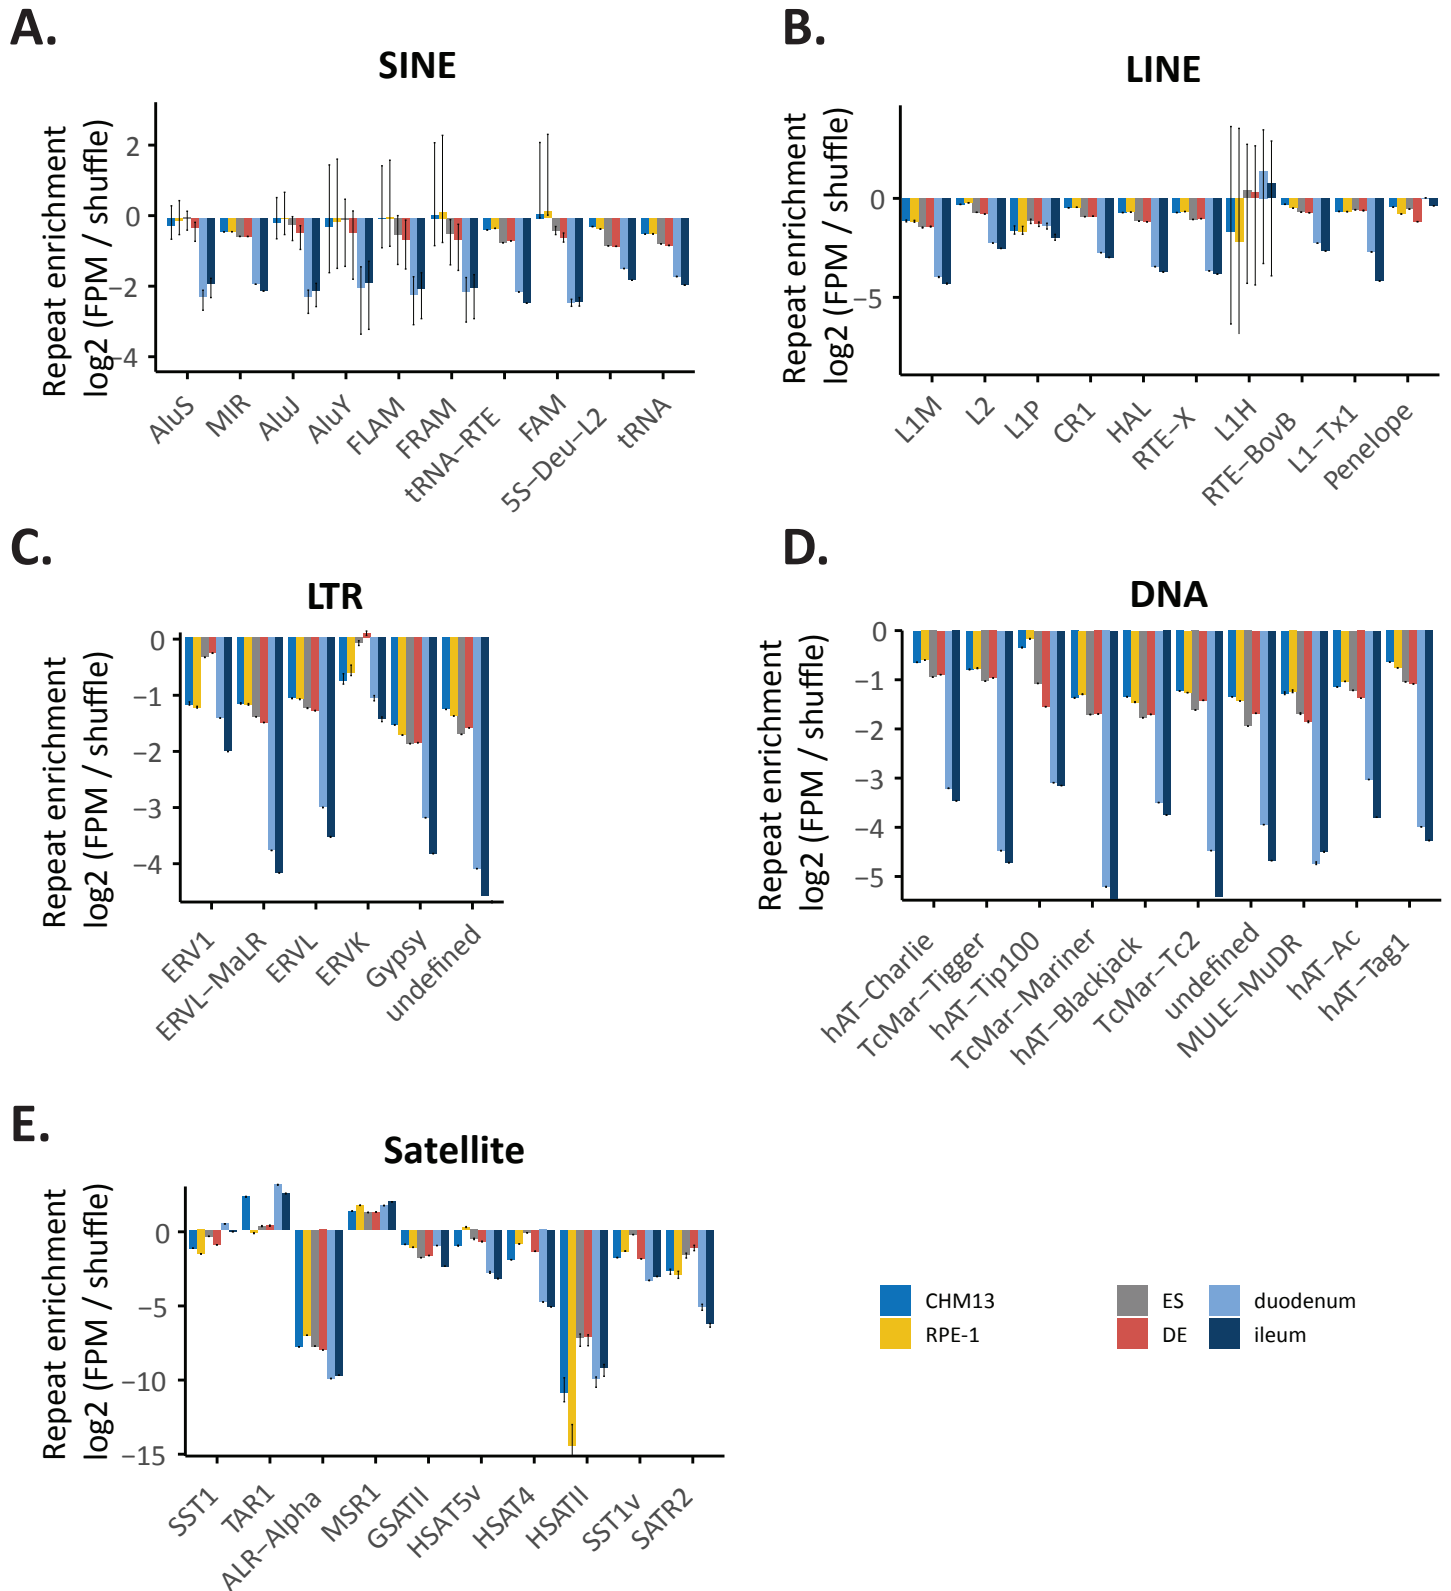 A.
SINE
Repeat enrichment
log2 (FPM / shuffle)
2
0
−2
−4
AluS
MIR
AluJ
AluY
FLAM
FRAM
tRNA−RTE
FAM
5S−Deu−L2
tRNA
B.
LINE
Repeat enrichment
log2 (FPM / shuffle)
0
−5
L1M
L2
L1P
CR1
HAL
RTE−X
L1H
RTE−BovB
L1−Tx1
Penelope
C.
LTR
Repeat enrichment
log2 (FPM / shuffle)
0
−1
−2
−3
−4
ERV1
ERVL−MaLR
ERVL
ERVK
Gypsy
undefined
D.
DNA
Repeat enrichment
log2 (FPM / shuffle)
0
−1
−2
−3
−4
−5
hAT−Charlie
TcMar−Tigger
hAT−Tip100
TcMar−Mariner
hAT−Blackjack
TcMar−Tc2
undefined
MULE−MuDR
hAT−Ac
hAT−Tag1
E.
Satellite
Repeat enrichment
log2 (FPM / shuffle)
0
−5
−10
−15
SST1
TAR1
ALR−Alpha
MSR1
GSATII
HSAT5v
HSAT4
HSATII
SST1v
SATR2
CHM13
RPE-1
ES
DE
duodenum
ileum